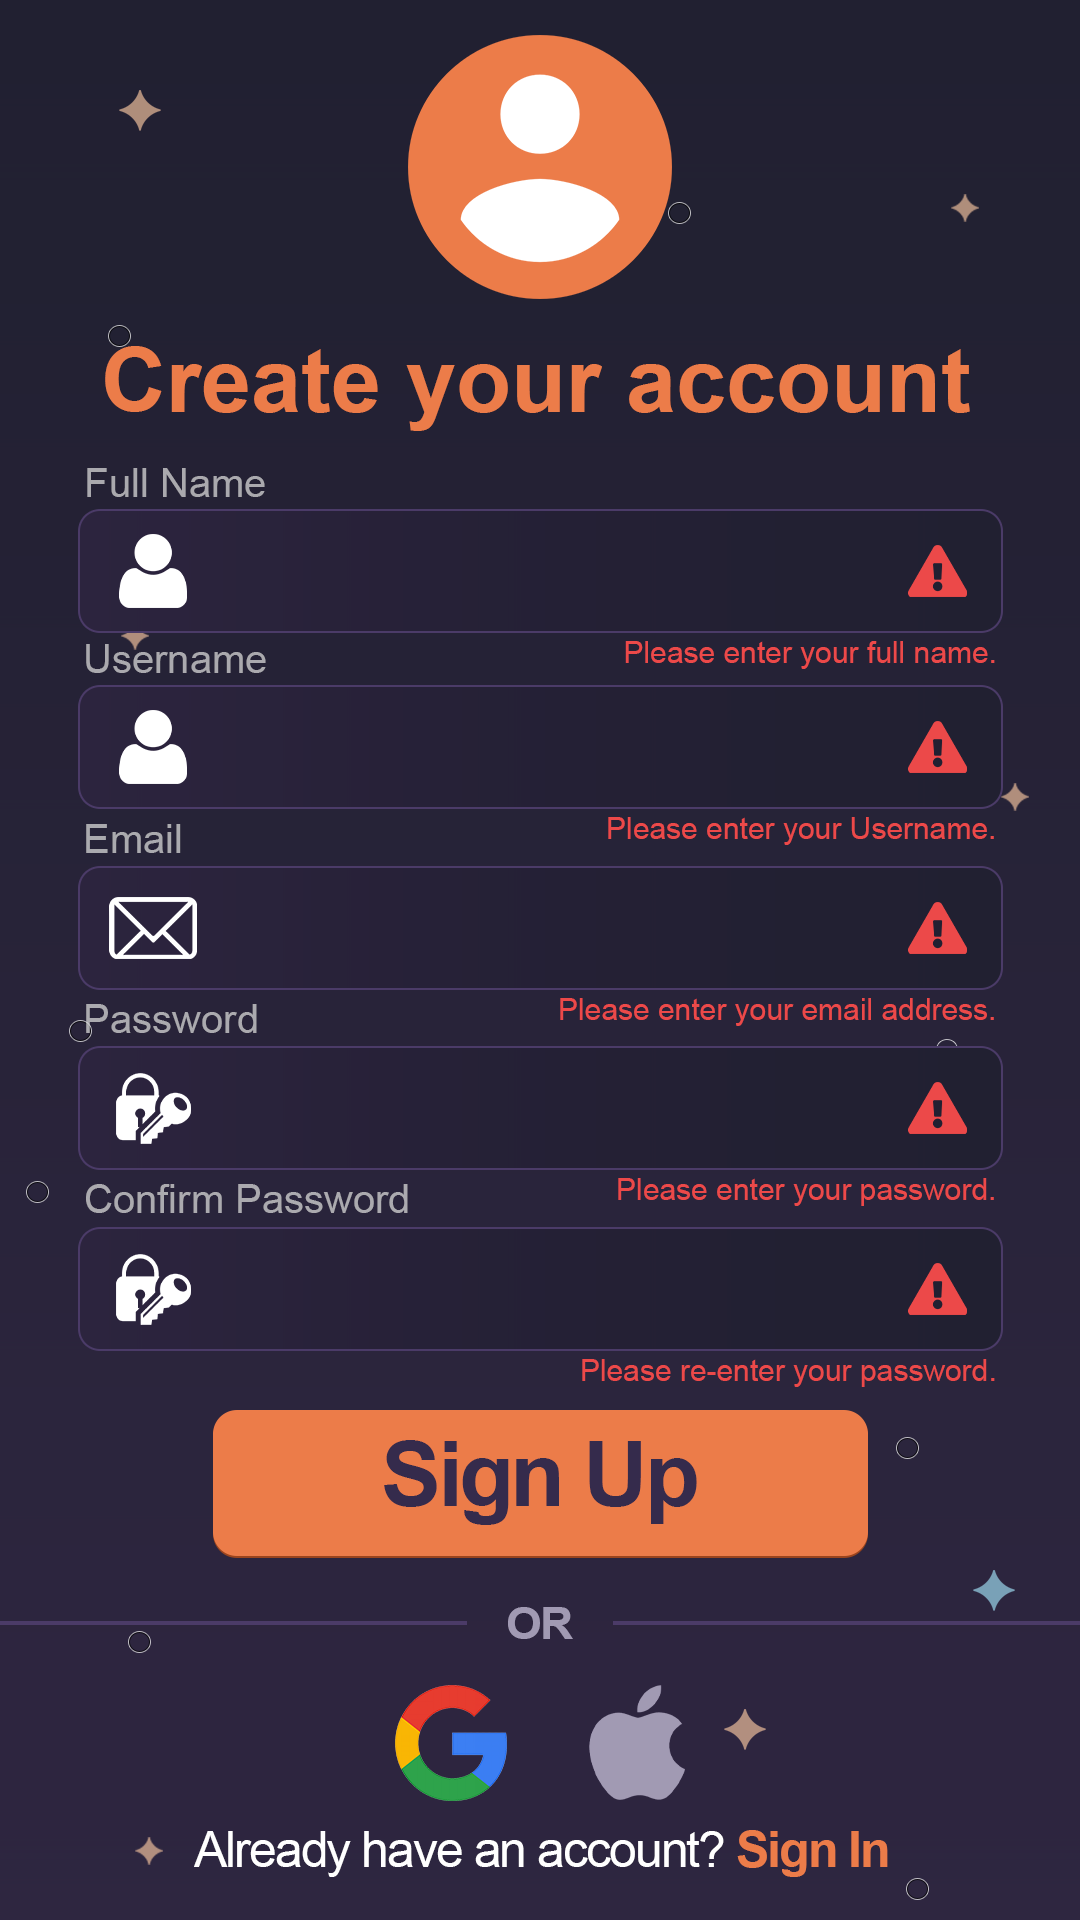 Create your account
Full Name
Please enter your full name.
Username
Please enter your Username.
Email
Please enter your email address.
Password
Please enter your password.
Confirm Password
Please re-enter your password.
Sign Up
OR
Already have an account? Sign In